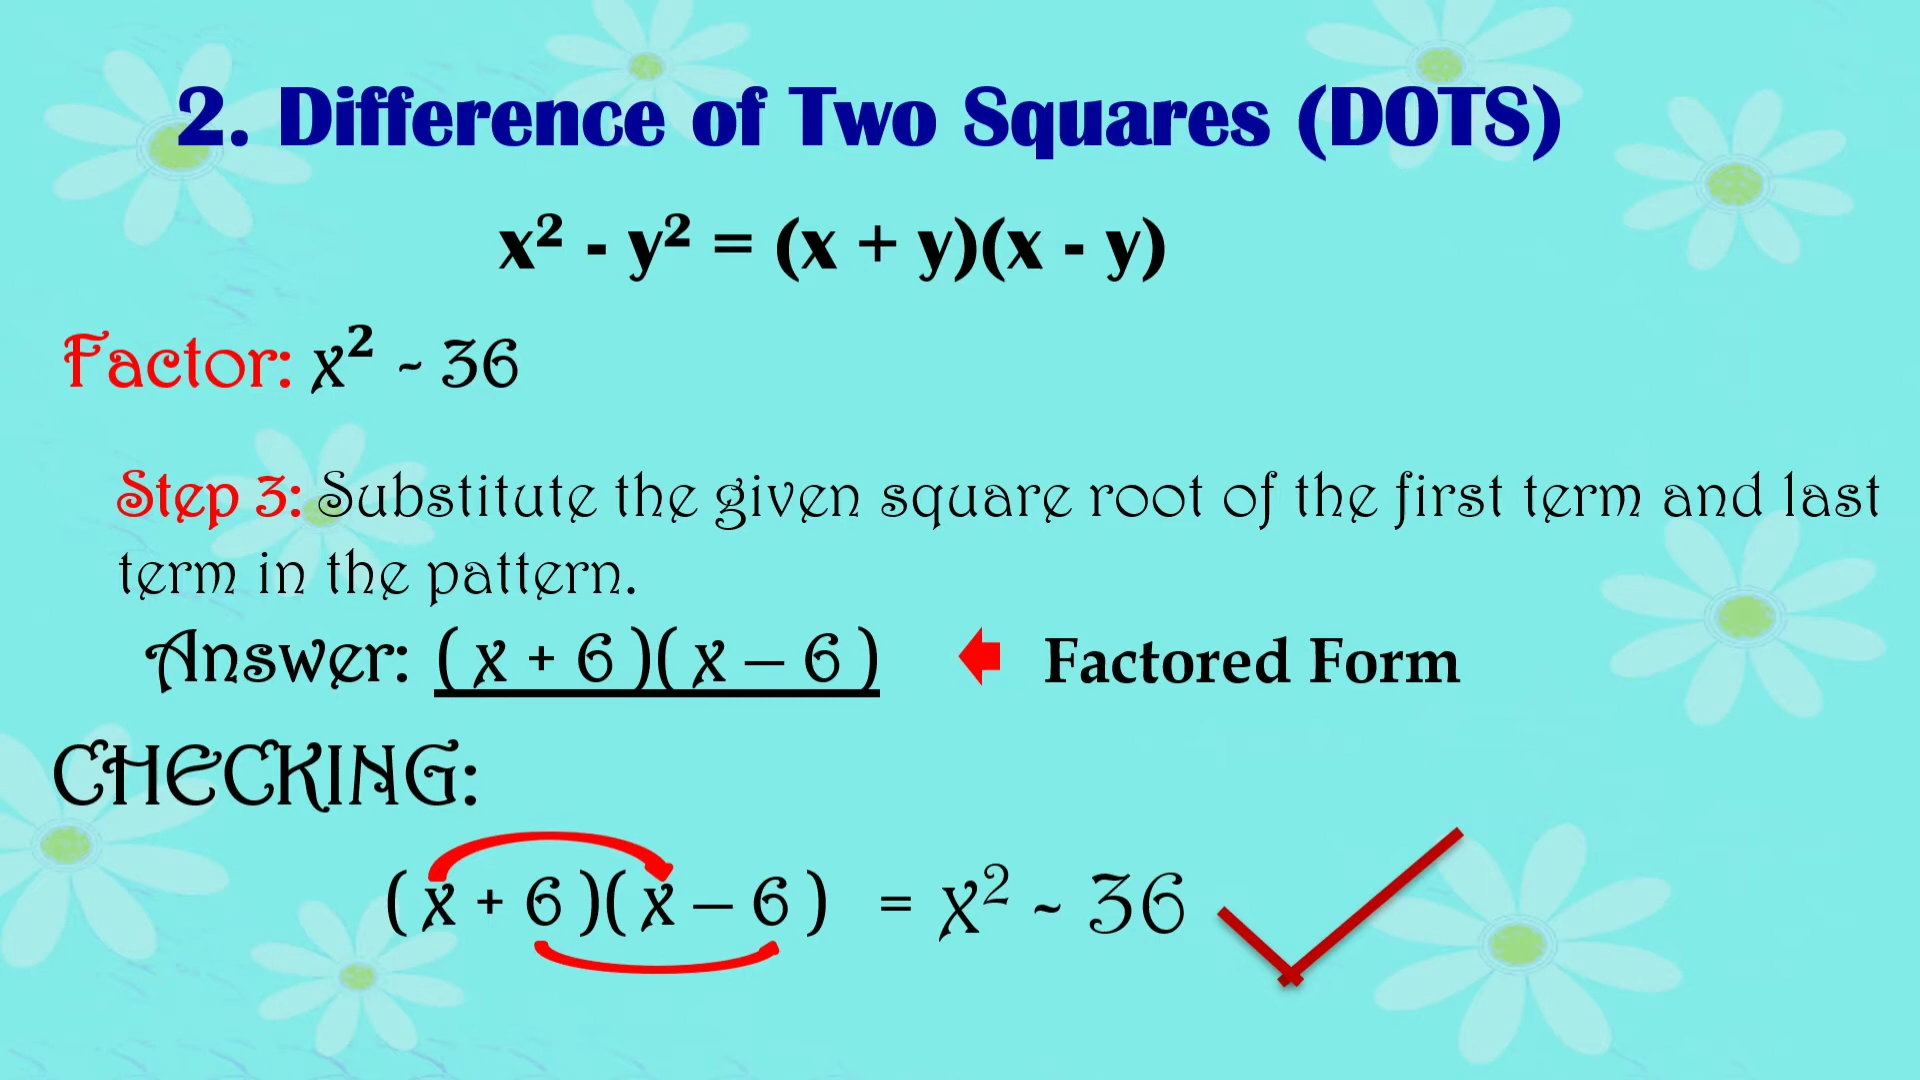 2. Difference of Two Squares (DOTS)
x² - y² = (x + y)(x - y)
Factor: x² - 36
Step 3: Substitute the given square root of the first term and last
term in the pattern.
Answer: ( x + 6 )( x – 6 ) Factored Form
CHECKING:
( x + 6 )( x – 6 ) = x² - 36